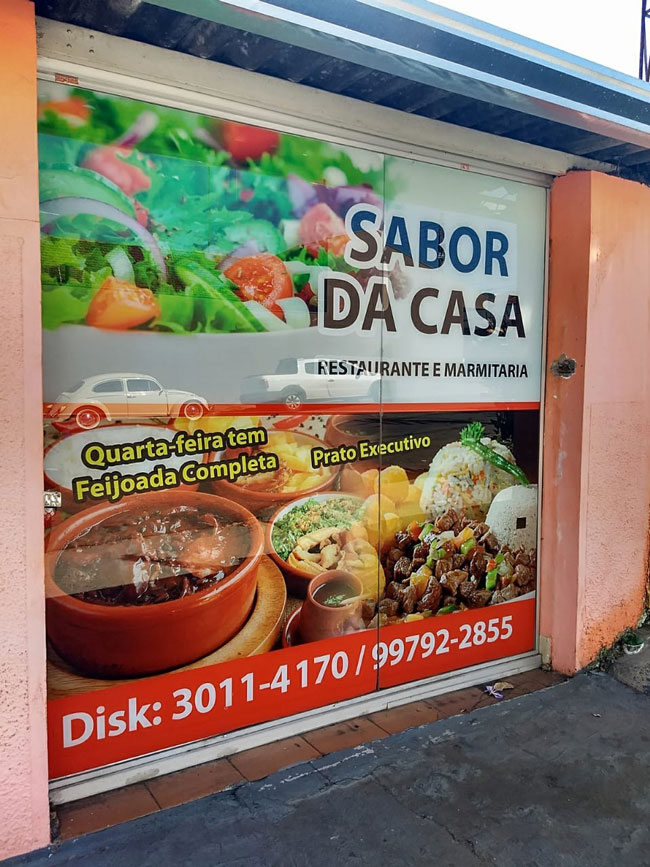 SABOR
DA CASA
RESTAURANTE E MARMITARIA
Quarta-feira tem
Feijoada Completa
Prato Executivo
Disk: 3011-4170 / 99792-2855